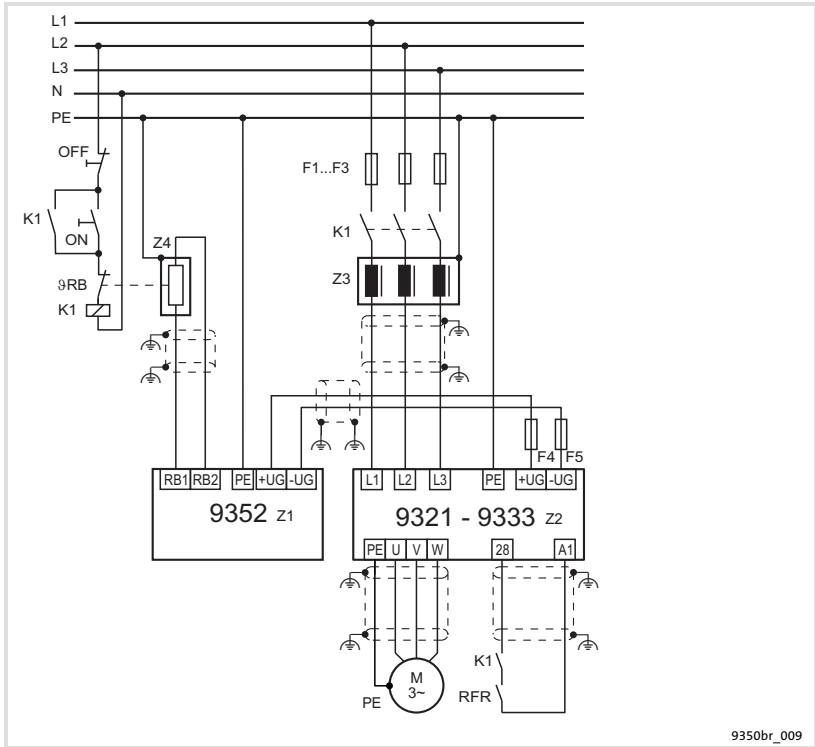 L1
L2
L3
N
PE
OFF
F1...F3
K1
ON
Z4
K1
Z3
ϑRB
K1
F4 F5
RB1 RB2 PE +UG -UG
L1 L2 L3 PE +UG -UG
9352 Z1
9321 - 9333 Z2
PE U V W 28 A1
K1
M
3~
RFR
PE
9350br_009